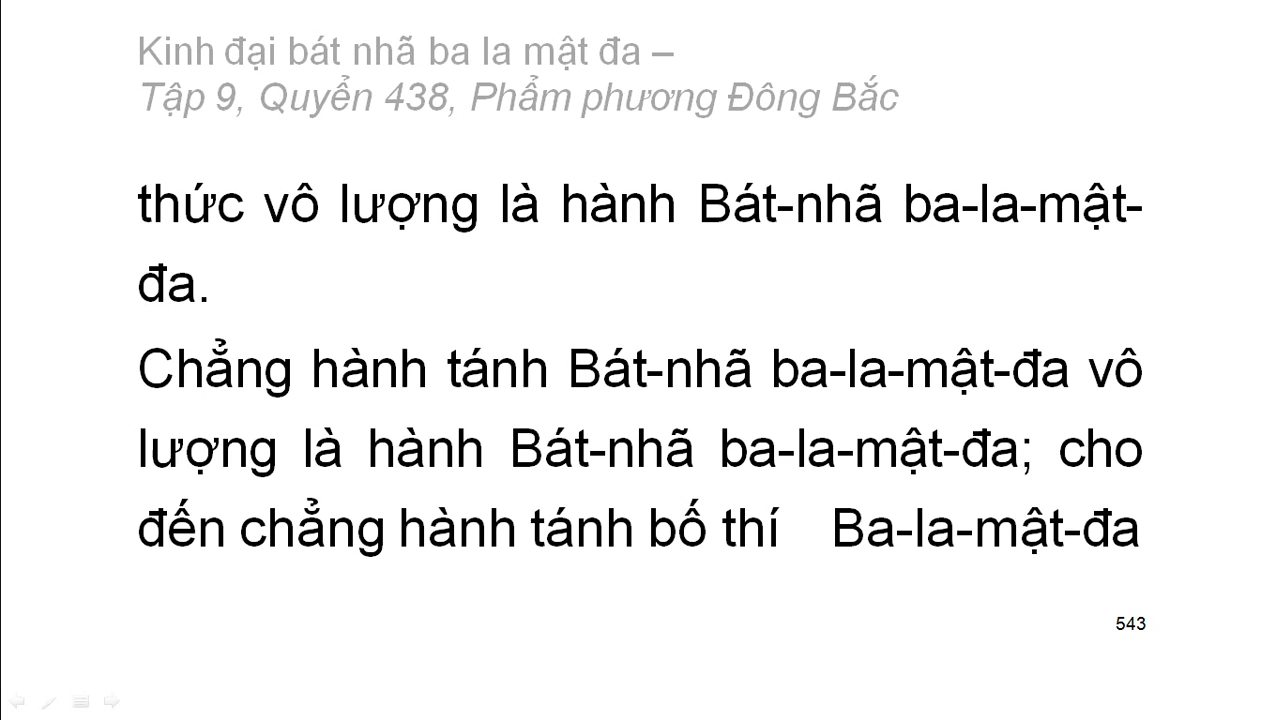 Kinh đại bát nhã ba la mật đa –
Tập 9, Quyển 438, Phẩm phương Đông Bắc
thức vô lượng là hành Bát-nhã ba-la-mật-
đa.
Chẳng hành tánh Bát-nhã ba-la-mật-đa vô
lượng là hành Bát-nhã ba-la-mật-đa; cho
đến chẳng hành tánh bố thí Ba-la-mật-đa
543